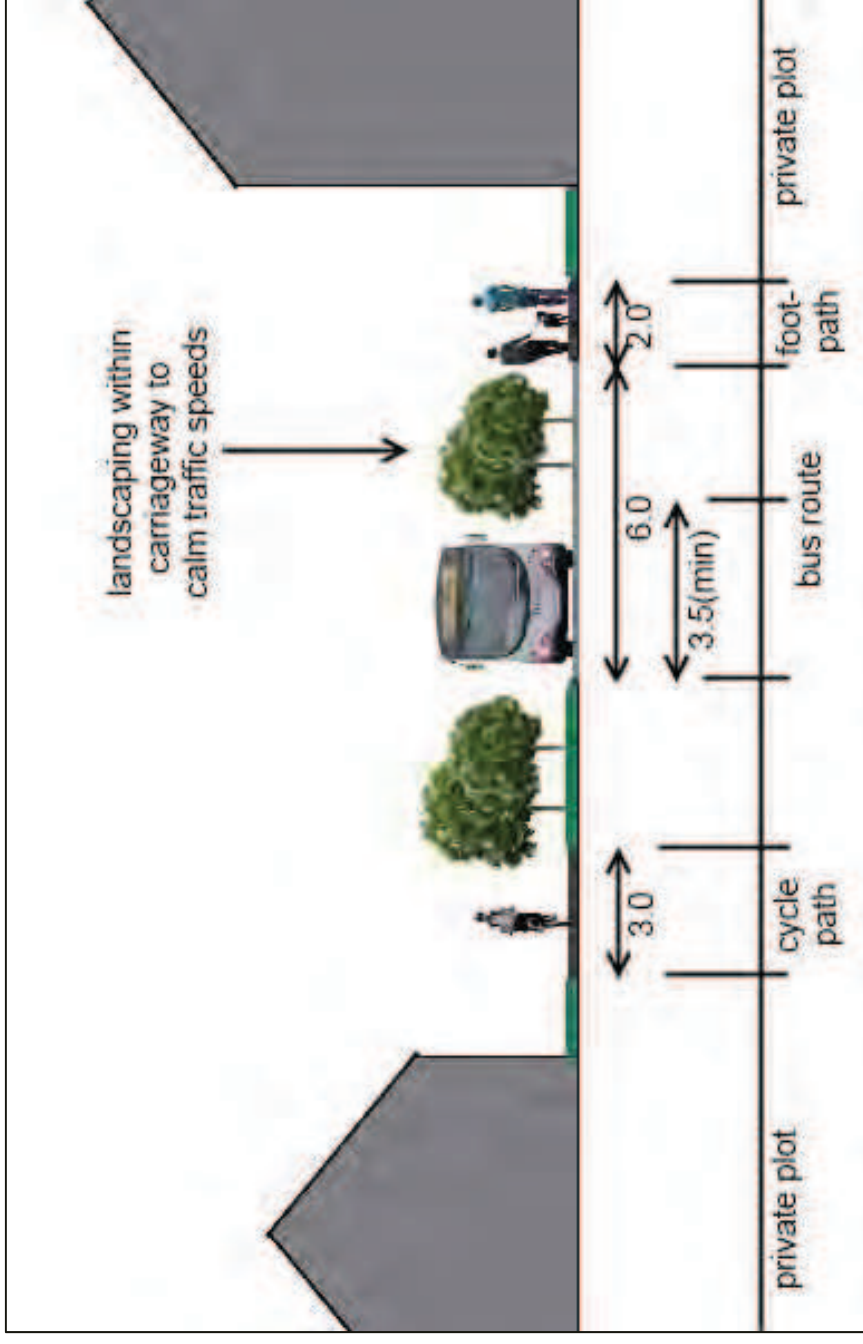 landscaping within
carriageway to
calm traffic speeds
3.0
6.0
2.0
3.5(min)
private plot
cycle
path
bus route
foot-
path
private plot